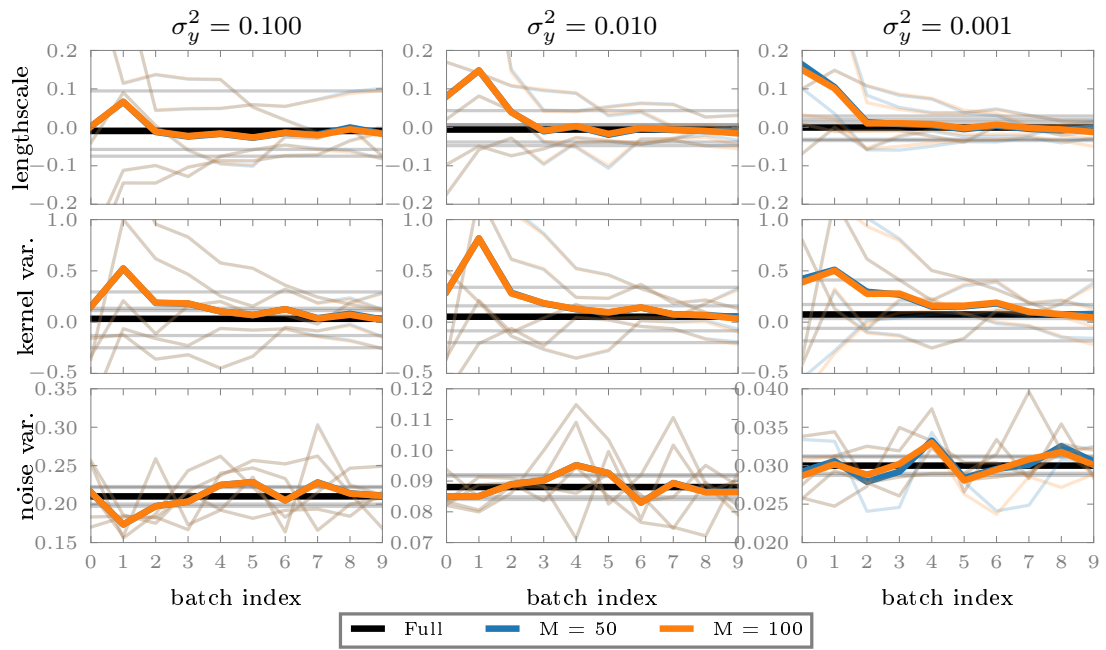 σ_y^2 = 0.100 σ_y^2 = 0.010 σ_y^2 = 0.001
lengthscale
0.2 0.1 0.0 −0.1 −0.2
0.2 0.1 0.0 −0.1 −0.2
0.2 0.1 0.0 −0.1 −0.2
kernel var.
1.0 0.5 0.0 −0.5
1.0 0.5 0.0 −0.5
1.0 0.5 0.0 −0.5
noise var.
0.35 0.30 0.25 0.20 0.15
0.12 0.11 0.10 0.09 0.08 0.07
0.040 0.035 0.030 0.025 0.020
0 1 2 3 4 5 6 7 8 9
0 1 2 3 4 5 6 7 8 9
0 1 2 3 4 5 6 7 8 9
batch index batch index batch index
Full M = 50 M = 100